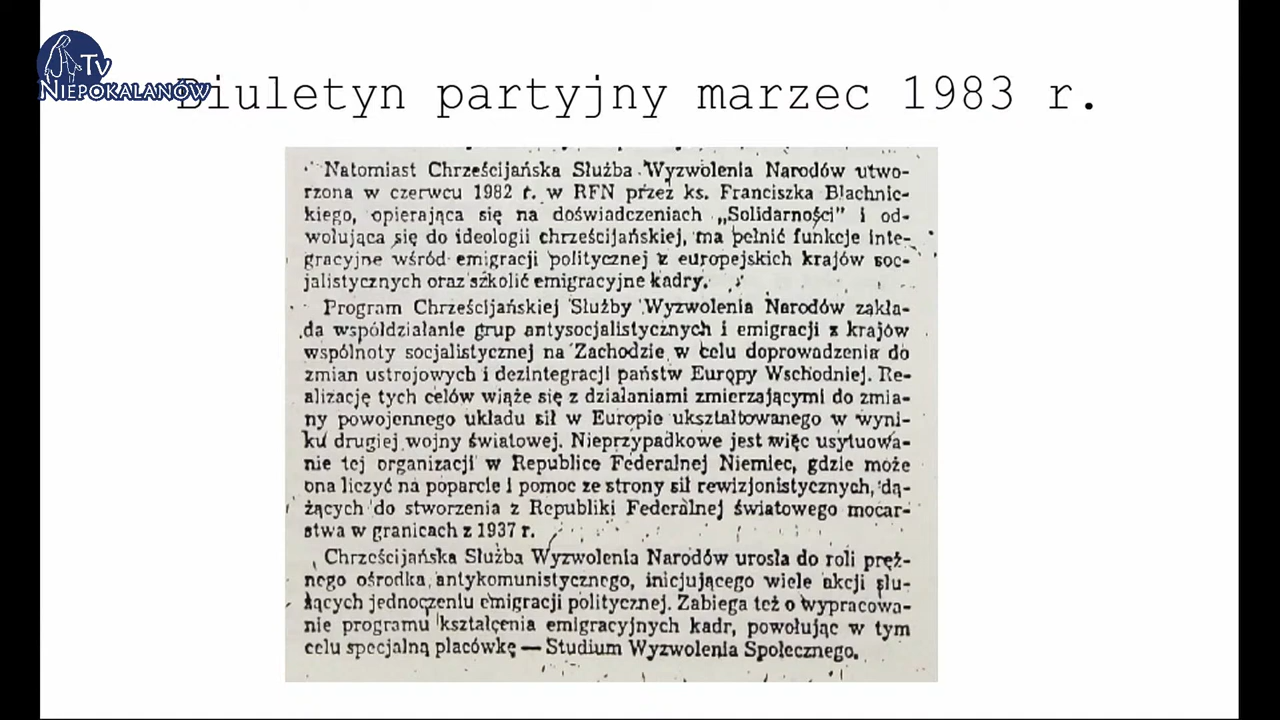 Tv
NIEPOKALANÓW
Biuletyn partyjny marzec 1983 r.
Natomiast Chrześcijańska Służba Wyzwolenia Narodów utwo-
rzona w czerwcu 1982 r. w RFN przez ks. Franciszka Blachnic-
kiego, opierająca się na doświadczeniach „Solidarności” i od-
wołująca się do ideologii chrześcijańskiej, ma pełnić funkcje inte-
gracyjne wśród emigracji politycznej z europejskich krajów soc-
jalistycznych oraz szkolić emigracyjne kadry.
Program Chrześcijańskiej Służby Wyzwolenia Narodów zakła-
da współdziałanie grup antysocjalistycznych i emigracji z krajów
wspólnoty socjalistycznej na Zachodzie w celu doprowadzenia do
zmian ustrojowych i dezintegracji państw Europy Wschodniej. Re-
alizację tych celów wiąże się z działaniami zmierzającymi do zmia-
ny powojennego układu sił w Europie ukształtowanego w wyni-
ku drugiej wojny światowej. Nieprzypadkowe jest więc usytuowa-
nie tej organizacji w Republice Federalnej Niemiec, gdzie może
ona liczyć na poparcie i pomoc ze strony sił rewizjonistycznych, dą-
żących do stworzenia z Republiki Federalnej światowego mocar-
stwa w granicach z 1937 r.
Chrześcijańska Służba Wyzwolenia Narodów urosła do roli pręż-
nego ośrodka antykomunistycznego, inicjującego wiele akcji słu-
żących jednoczeniu emigracji politycznej. Zabiega też o wypracowa-
nie programu kształcenia emigracyjnych kadr, powołując w tym
celu specjalną placówkę — Studium Wyzwolenia Społecznego.